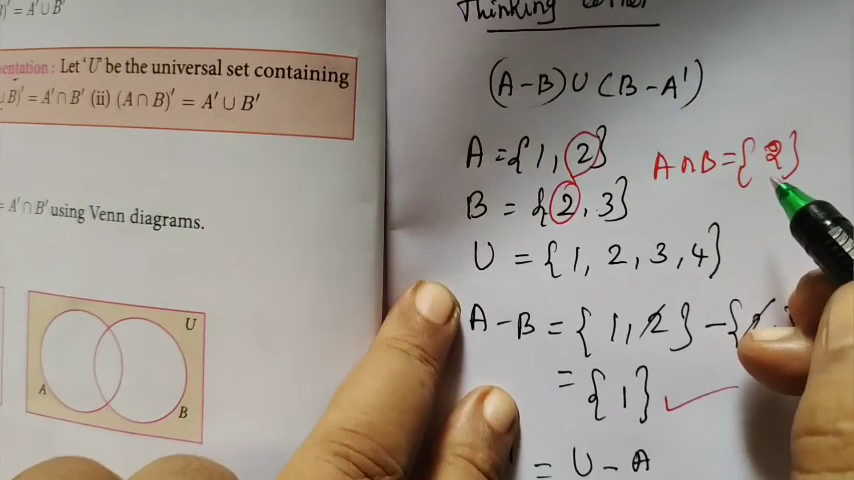 = A'∪B'
entation : Let 'U' be the universal set containing
B)' = A'∩B' (ii) (A∩B)' = A'∪B'
= A'∩B' using Venn diagrams.
U
A
B
Thinking
(A-B)∪(B-A')
A = {1, 2}
A∩B = {2}
B = {2, 3}
U = {1, 2, 3, 4}
A-B = {1, 2} - {
= {1}
= U - A